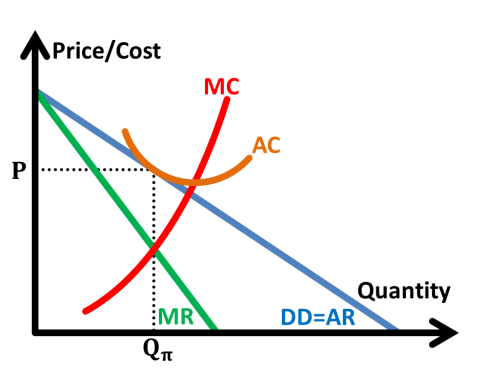 Price/Cost
MC
AC
P
Quantity
MR
DD=AR
Qπ